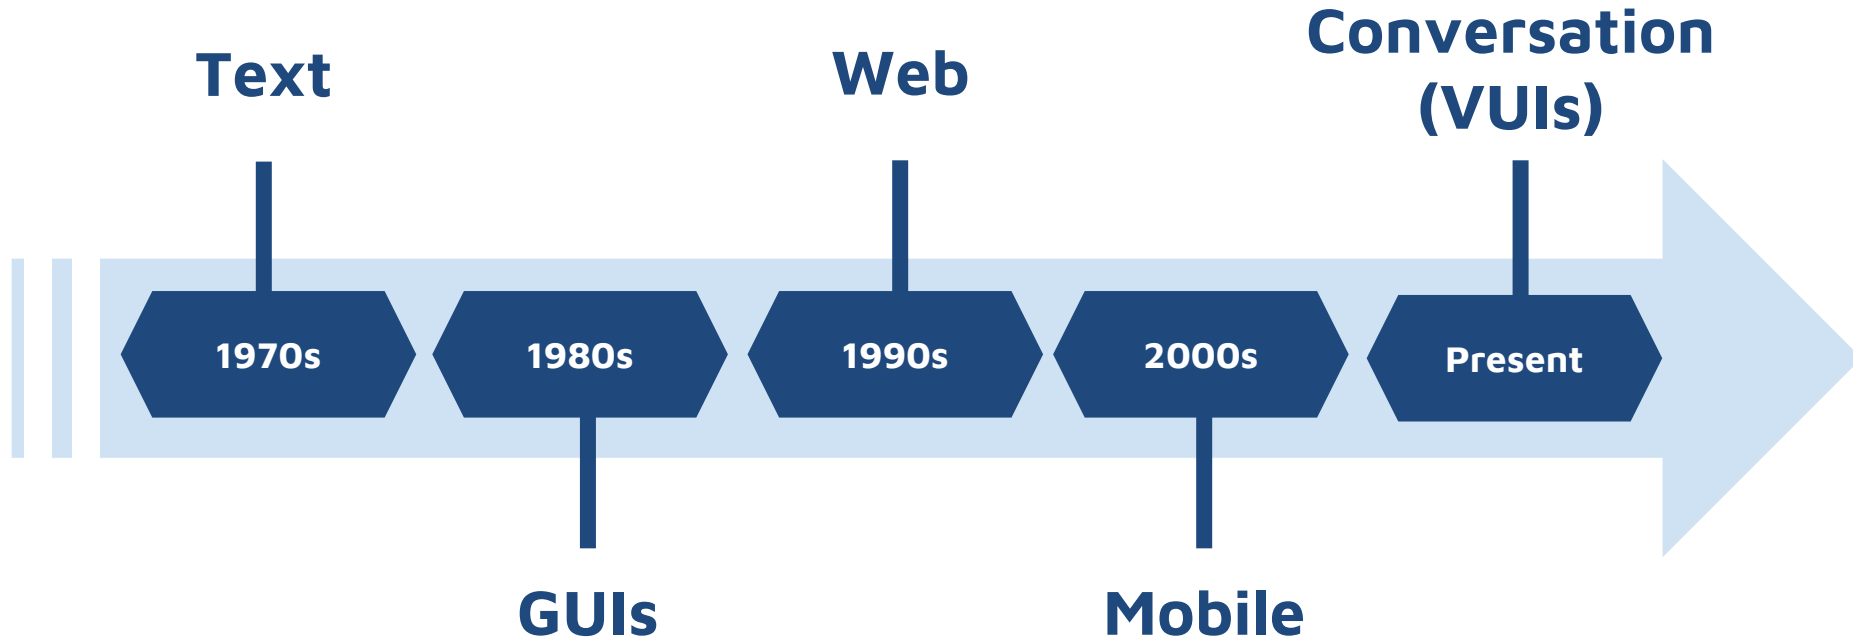 Conversation
(VUIs)
Text
Web
1970s
1980s
1990s
2000s
Present
GUIs
Mobile